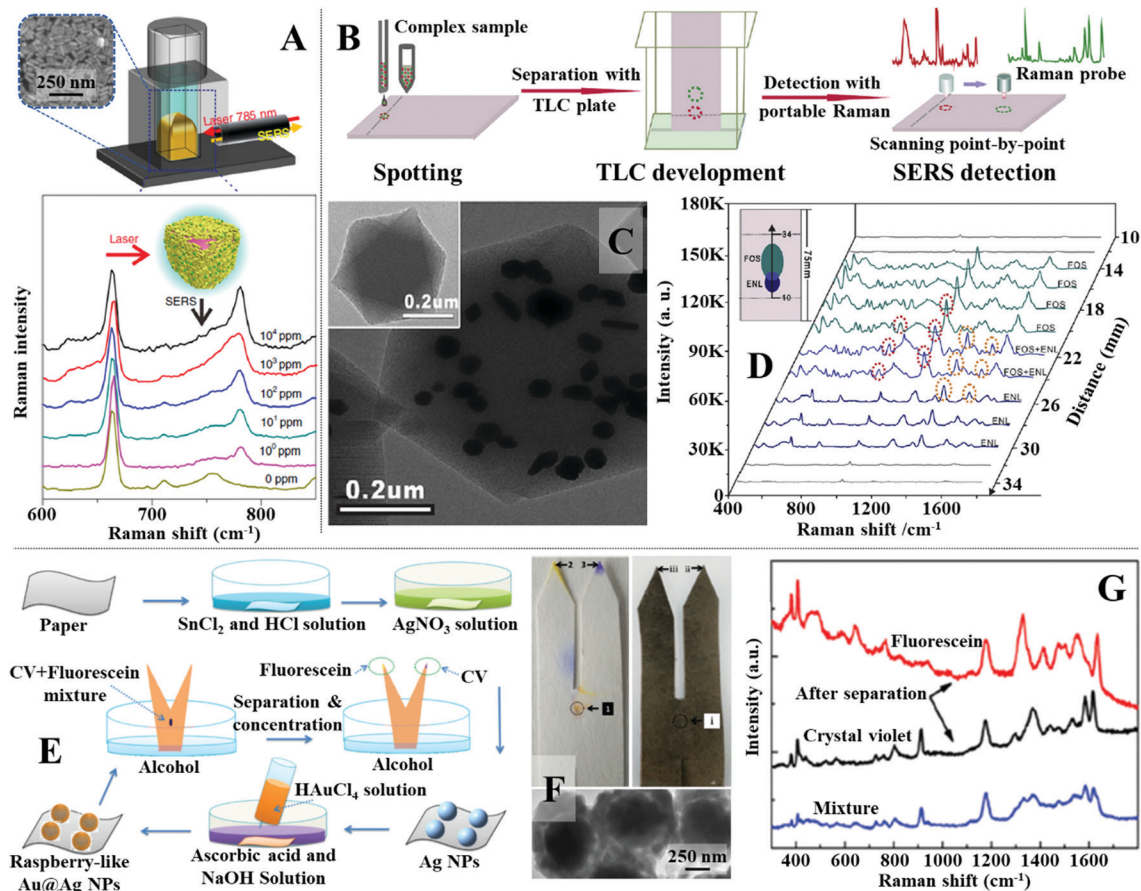 A
250 nm
Laser 785 nm
SERS
Laser
SERS
Raman intensity
10⁴ ppm
10³ ppm
10² ppm
10¹ ppm
10⁰ ppm
0 ppm
600
700
800
Raman shift (cm⁻¹)
B
Complex sample
Separation with
TLC plate
Detection with
portable Raman
Raman probe
Scanning point-by-point
Spotting
TLC development
SERS detection
C
0.2um
0.2um
D
180K
150K
120K
90K
60K
30K
0
Intensity (a. u.)
34
FOS
ENL
10
75mm
FOS
FOS
FOS
FOS
FOS+ENL
FOS+ENL
ENL
ENL
ENL
10
14
18
22
26
30
34
Distance (mm)
400
800
1200
1600
Raman shift /cm⁻¹
E
Paper
SnCl₂ and HCl solution
AgNO₃ solution
CV+Fluorescein
mixture
Alcohol
Separation &
concentration
Fluorescein
CV
Alcohol
HAuCl₄ solution
Ascorbic acid and
NaOH Solution
Ag NPs
Raspberry-like
Au@Ag NPs
F
2
3
1
iii
ii
i
250 nm
G
Intensity (a.u.)
Fluorescein
After separation
Crystal violet
Mixture
400
600
800
1000
1200
1400
1600
Raman shift (cm⁻¹)